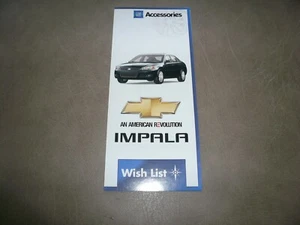 GM Accessories
AN AMERICAN REVOLUTION
IMPALA
Wish List